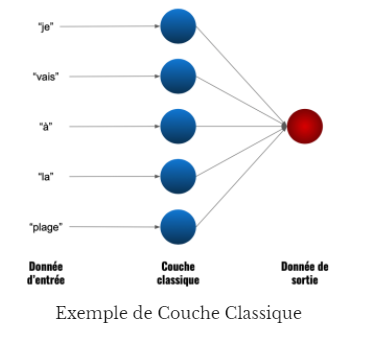 "je"
"vais"
"à"
"la"
"plage"
Donnée d'entrée
Couche classique
Donnée de sortie
Exemple de Couche Classique